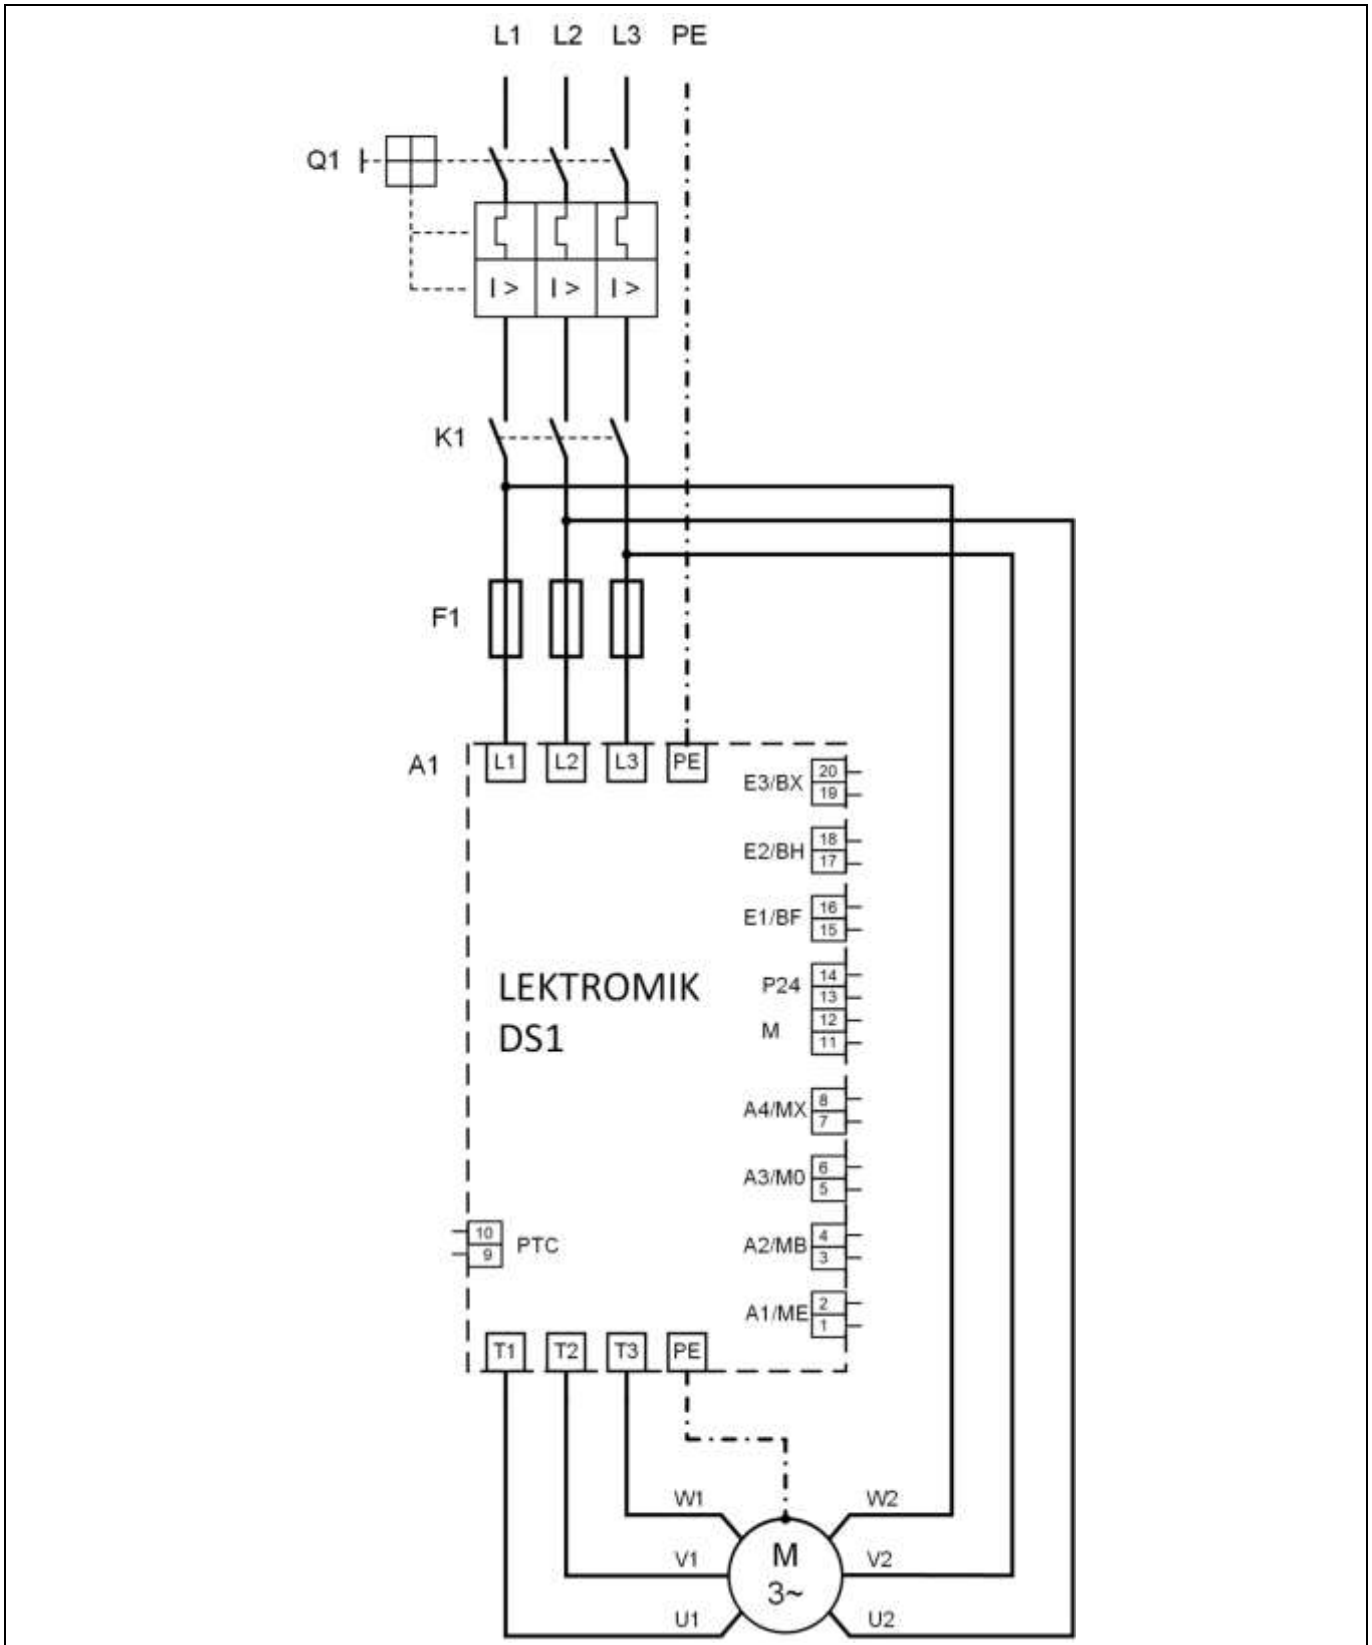 L1 L2 L3 PE
Q1
I > I > I >
K1
F1
A1
L1 L2 L3 PE
E3/BX 20
19
E2/BH 18
17
E1/BF 16
15
LEKTROMIK
DS1
P24 14
13
M 12
11
A4/MX 8
7
A3/M0 6
5
10
9 PTC
A2/MB 4
3
A1/ME 2
1
T1 T2 T3 PE
W1 W2
V1 M V2
3~
U1 U2